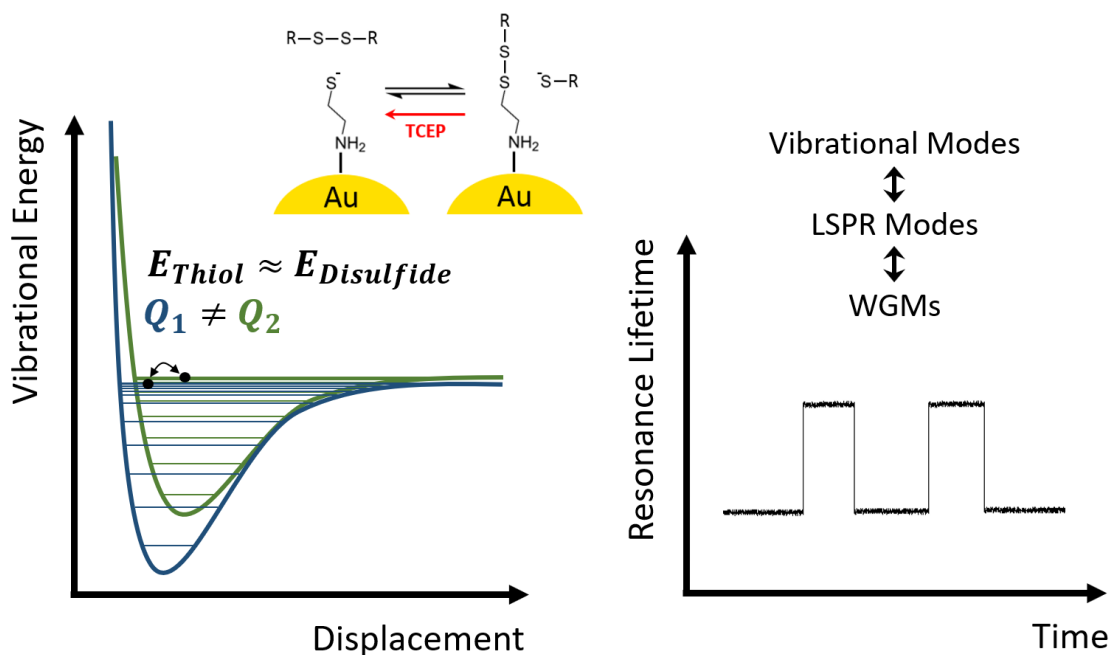 R–S–S–R
S⁻
NH₂
Au
TCEP
R
S
S
NH₂
Au
⁻S–R
Vibrational Energy
E_Thiol ≈ E_Disulfide
Q₁ ≠ Q₂
Displacement
Vibrational Modes
LSPR Modes
WGMs
Resonance Lifetime
Time